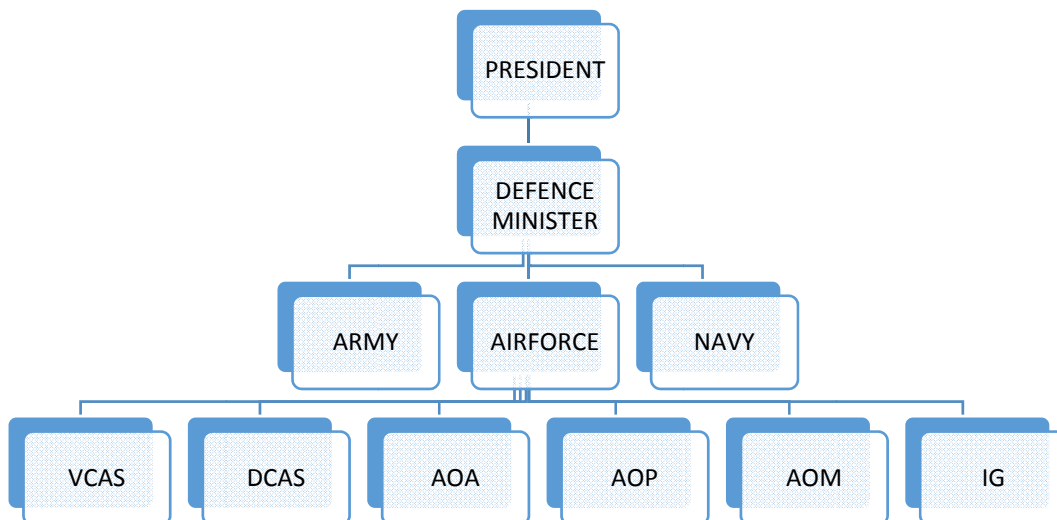 PRESIDENT
DEFENCE
MINISTER
ARMY
AIRFORCE
NAVY
VCAS
DCAS
AOA
AOP
AOM
IG